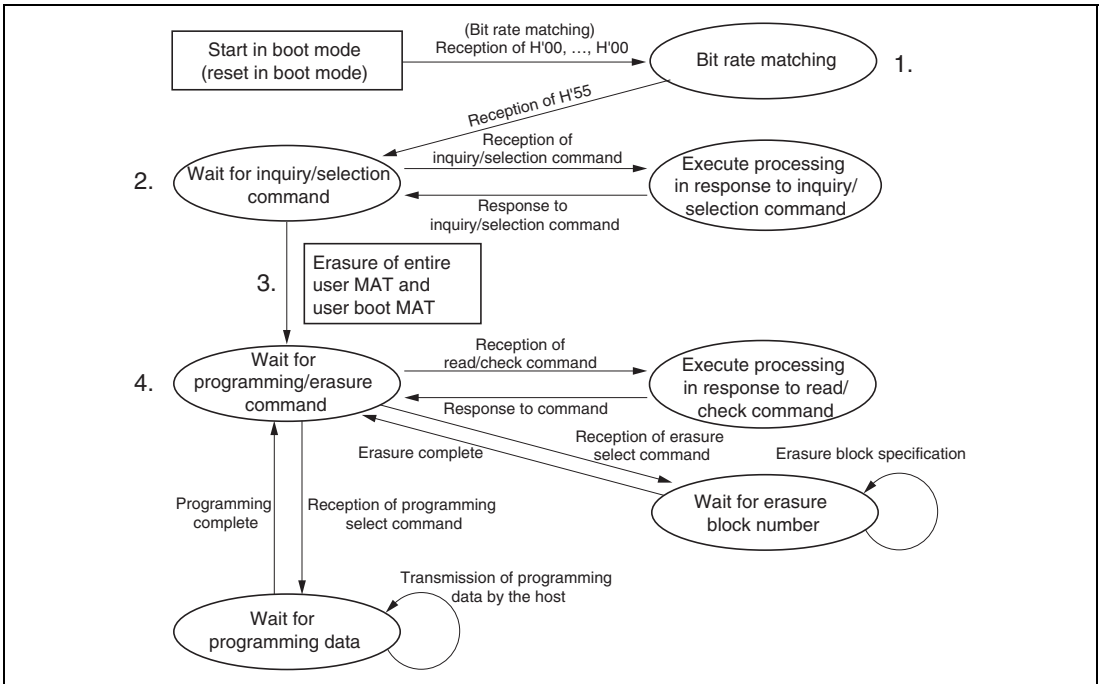 (Bit rate matching)
Reception of H'00, ..., H'00
Start in boot mode
(reset in boot mode)
Bit rate matching
1.
Reception of H'55
2.
Wait for inquiry/selection
command
Reception of
inquiry/selection command
Response to
inquiry/selection command
Execute processing
in response to inquiry/
selection command
3.
Erasure of entire
user MAT and
user boot MAT
4.
Wait for
programming/erasure
command
Reception of
read/check command
Response to command
Execute processing
in response to read/
check command
Reception of erasure
select command
Erasure complete
Erasure block specification
Wait for erasure
block number
Programming
complete
Reception of programming
select command
Transmission of programming
data by the host
Wait for
programming data